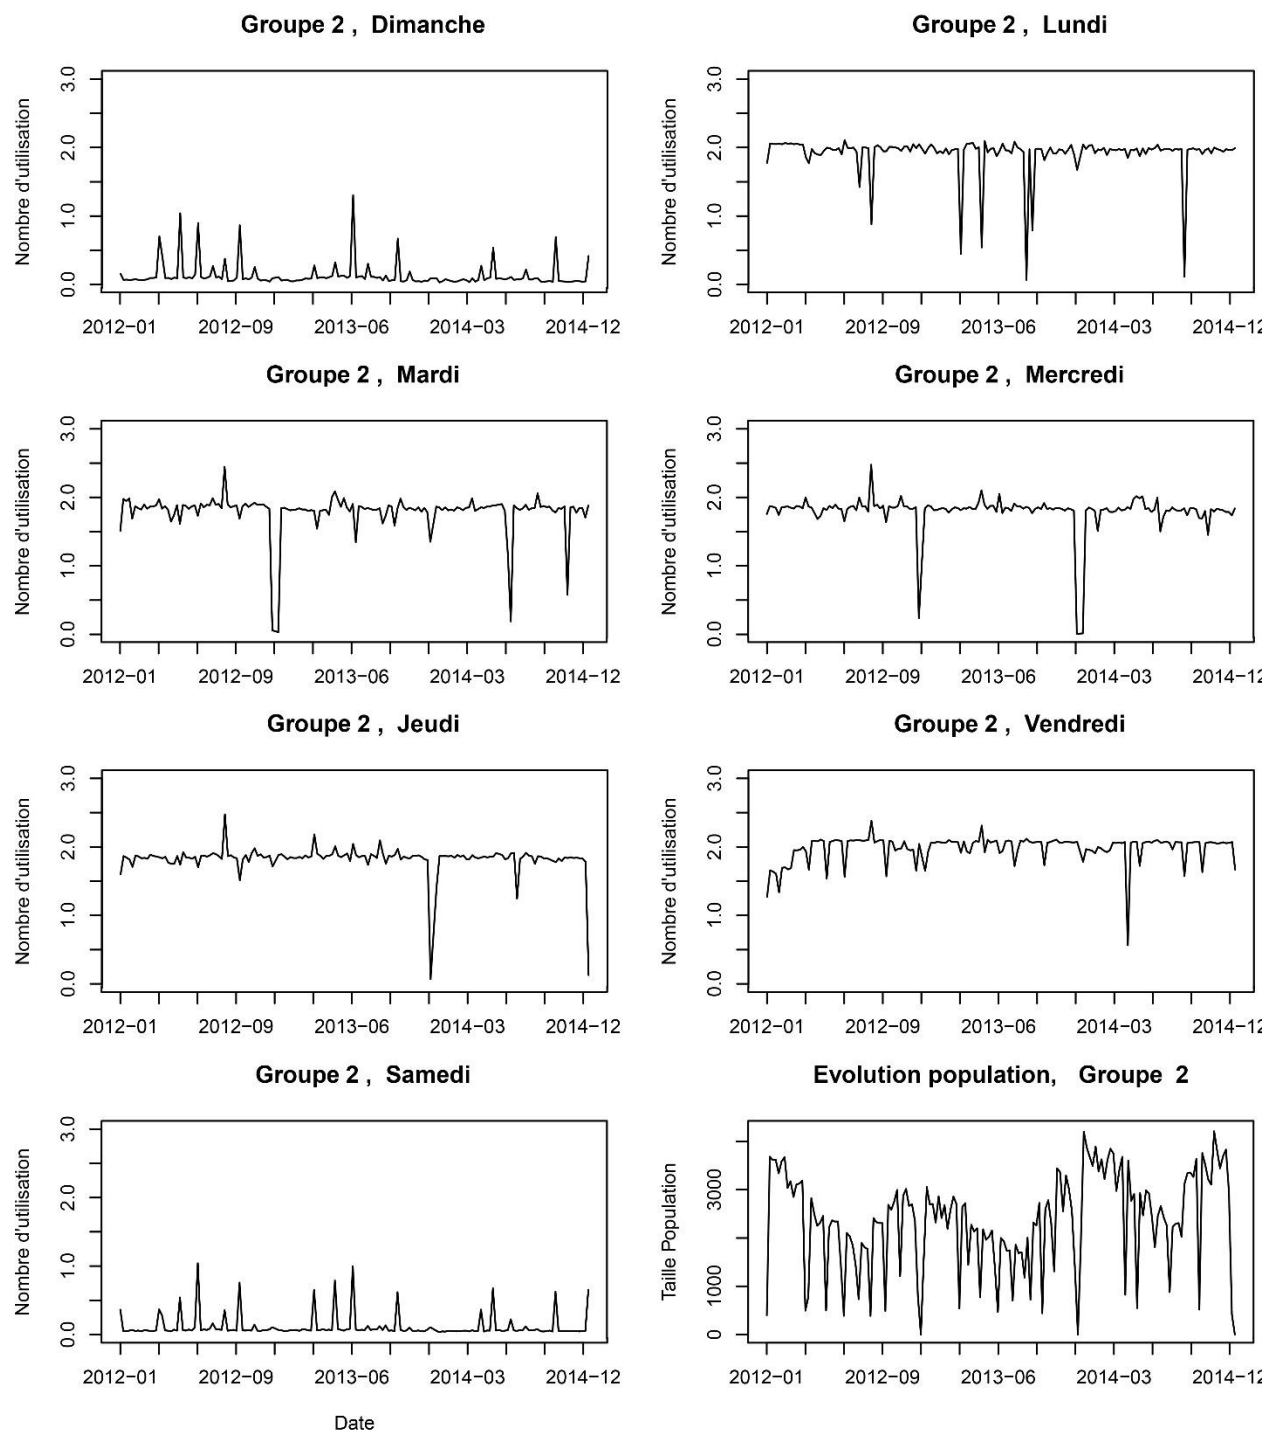 Groupe 2 , Dimanche
Nombre d'utilisation
3.0
2.0
1.0
0.0
2012−01 2012−09 2013−06 2014−03 2014−12
Groupe 2 , Lundi
Nombre d'utilisation
3.0
2.0
1.0
0.0
2012−01 2012−09 2013−06 2014−03 2014−12
Groupe 2 , Mardi
Nombre d'utilisation
3.0
2.0
1.0
0.0
2012−01 2012−09 2013−06 2014−03 2014−12
Groupe 2 , Mercredi
Nombre d'utilisation
3.0
2.0
1.0
0.0
2012−01 2012−09 2013−06 2014−03 2014−12
Groupe 2 , Jeudi
Nombre d'utilisation
3.0
2.0
1.0
0.0
2012−01 2012−09 2013−06 2014−03 2014−12
Groupe 2 , Vendredi
Nombre d'utilisation
3.0
2.0
1.0
0.0
2012−01 2012−09 2013−06 2014−03 2014−12
Groupe 2 , Samedi
Nombre d'utilisation
3.0
2.0
1.0
0.0
2012−01 2012−09 2013−06 2014−03 2014−12
Date
Evolution population, Groupe 2
Taille Population
3000
1000
0
2012−01 2012−09 2013−06 2014−03 2014−12